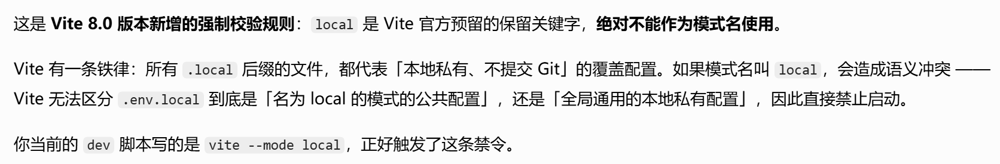 这是 Vite 8.0 版本新增的强制校验规则：local 是 Vite 官方预留的保留关键字，绝对不能作为模式名使用。
Vite 有一条铁律：所有 .local 后缀的文件，都代表「本地私有、不提交 Git」的覆盖配置。如果模式名叫 local，会造成语义冲突 ——
Vite 无法区分 .env.local 到底是「名为 local 的模式的公共配置」，还是「全局通用的本地私有配置」，因此直接禁止启动。
你当前的 dev 脚本写的是 vite --mode local，正好触发了这条禁令。